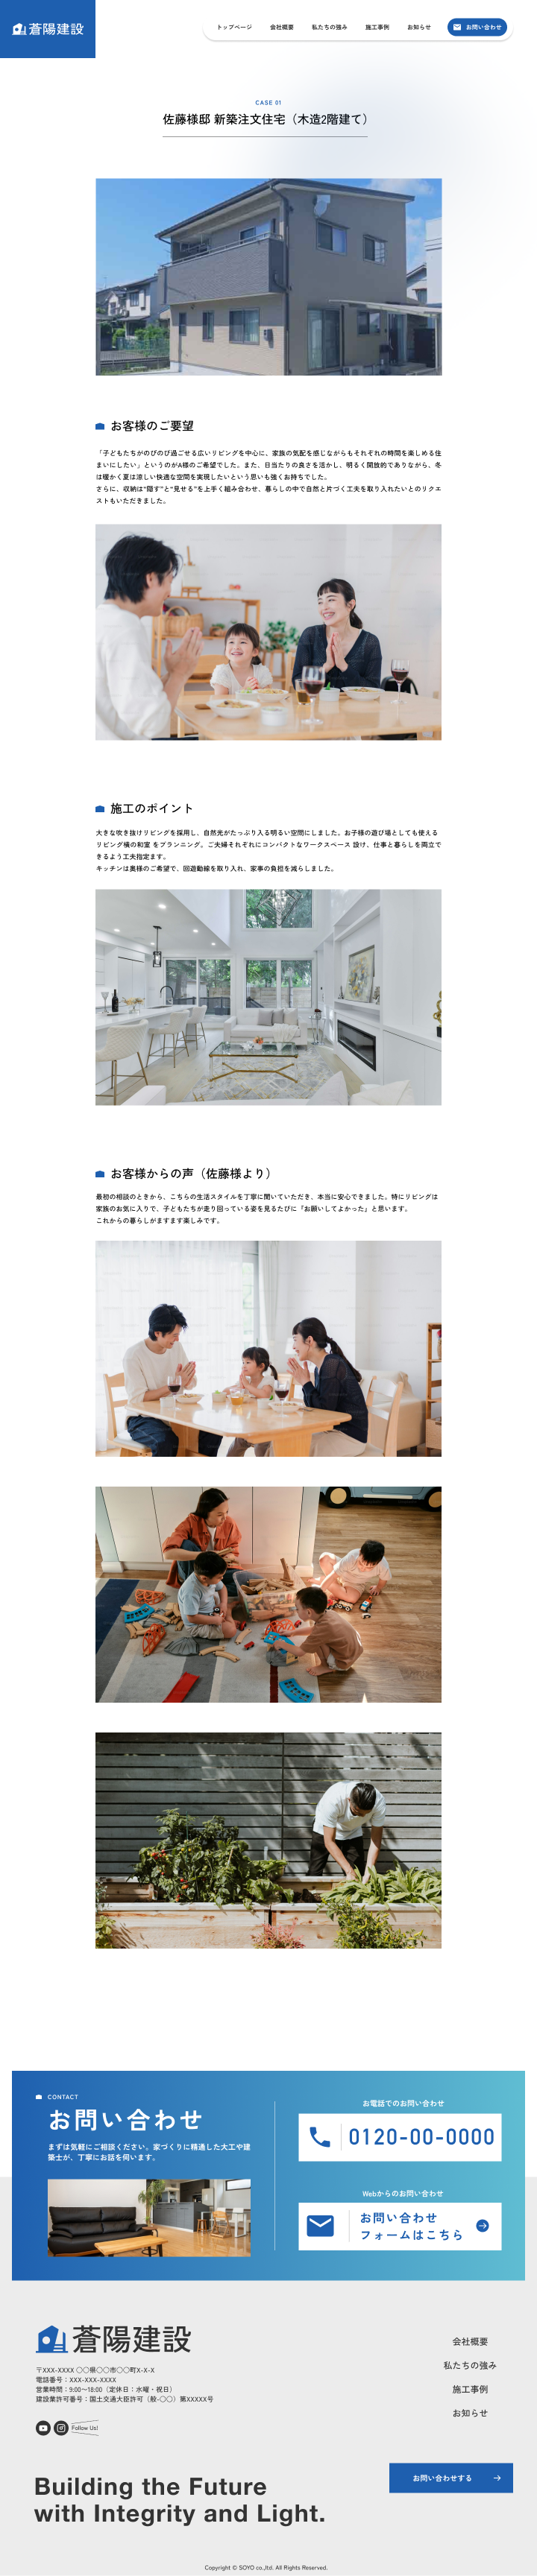 蒼陽建設
トップページ
会社概要
私たちの強み
施工事例
お知らせ
お問い合わせ
CASE 01
佐藤様邸 新築注文住宅（木造2階建て）
お客様のご要望
「子どもたちがのびのび過ごせる広いリビングを中心に、家族の気配を感じながらもそれぞれの時間を楽しめる住
まいにしたい」というのがA様のご希望でした。また、日当たりの良さを活かし、明るく開放的でありながら、冬
は暖かく夏は涼しい快適な空間を実現したいという思いも強くお持ちでした。
さらに、収納は“隠す”と“見せる”を上手く組み合わせ、暮らしの中で自然と片づく工夫を取り入れたいとのリクエ
ストもいただきました。
施工のポイント
大きな吹き抜けリビングを採用し、自然光がたっぷり入る明るい空間にしました。お子様の遊び場としても使える
リビング横の和室 をプランニング。ご夫婦それぞれにコンパクトなワークスペース 設け、仕事と暮らしを両立で
きるよう工夫指定ます。
キッチンは奥様のご希望で、回遊動線を取り入れ、家事の負担を減らしました。
お客様からの声（佐藤様より）
最初の相談のときから、こちらの生活スタイルを丁寧に聞いていただき、本当に安心できました。特にリビングは
家族のお気に入りで、子どもたちが走り回っている姿を見るたびに『お願いしてよかった』と思います。
これからの暮らしがますます楽しみです。
CONTACT
お問い合わせ
まずは気軽にご相談ください。家づくりに精通した大工や建
築士が、丁寧にお話を伺います。
お電話でのお問い合わせ
0120-00-0000
Webからのお問い合わせ
お問い合わせ
フォームはこちら
蒼陽建設
〒XXX-XXXX 〇〇県〇〇市〇〇町X-X-X
電話番号：XXX-XXX-XXXX
営業時間：9:00〜18:00（定休日：水曜・祝日）
建設業許可番号：国土交通大臣許可（般-〇〇）第XXXXX号
Follow Us!
会社概要
私たちの強み
施工事例
お知らせ
お問い合わせする
Building the Future
with Integrity and Light.
Copyright © SOYO co.,ltd. All Rights Reserved.